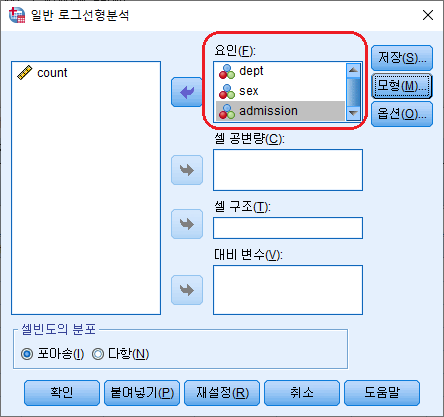 일반 로그선형분석
count
요인(F):
dept
sex
admission
저장(S)...
모형(M)...
옵션(O)...
셀 공변량(C):
셀 구조(T):
대비 변수(V):
셀빈도의 분포
포아송(I) 다항(N)
확인 붙여넣기(P) 재설정(R) 취소 도움말